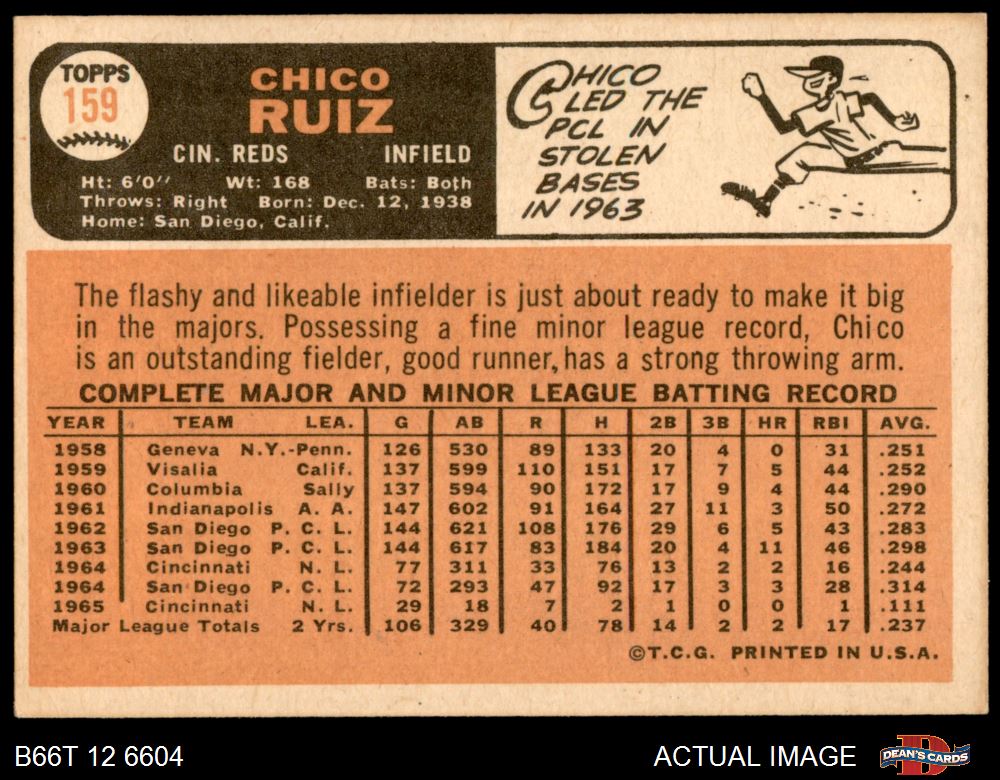 TOPPS
159
CHICO
RUIZ
CIN. REDS INFIELD
Ht: 6'0" Wt: 168 Bats: Both
Throws: Right Born: Dec. 12, 1938
Home: San Diego, Calif.
CHICO
LED THE
PCL IN
STOLEN
BASES
IN 1963
The flashy and likeable infielder is just about ready to make it big
in the majors. Possessing a fine minor league record, Chico
is an outstanding fielder, good runner, has a strong throwing arm.
COMPLETE MAJOR AND MINOR LEAGUE BATTING RECORD
YEAR TEAM LEA. G AB R H 2B 3B HR RBI AVG.
1958 Geneva N.Y.-Penn. 126 530 89 133 20 4 0 31 .251
1959 Visalia Calif. 137 599 110 151 17 7 5 44 .252
1960 Columbia Sally 137 594 90 172 17 9 4 44 .290
1961 Indianapolis A. A. 147 602 91 164 27 11 3 50 .272
1962 San Diego P. C. L. 144 621 108 176 29 6 5 43 .283
1963 San Diego P. C. L. 144 617 83 184 20 4 11 46 .298
1964 Cincinnati N. L. 77 311 33 76 13 2 2 16 .244
1964 San Diego P. C. L. 72 293 47 92 17 3 3 28 .314
1965 Cincinnati N. L. 29 18 7 2 1 0 0 1 .111
Major League Totals 2 Yrs. 106 329 40 78 14 2 2 17 .237
©T.C.G. PRINTED IN U.S.A.
B66T 12 6604 ACTUAL IMAGE DEAN'S CARDS